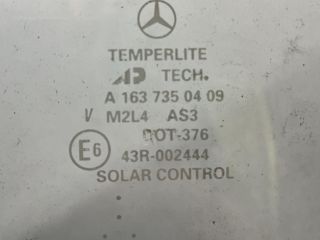 TEMPERLITE
AP TECH.
A 163 735 04 09
V M2L4 AS3
DOT-376
E6 43R-002444
SOLAR CONTROL